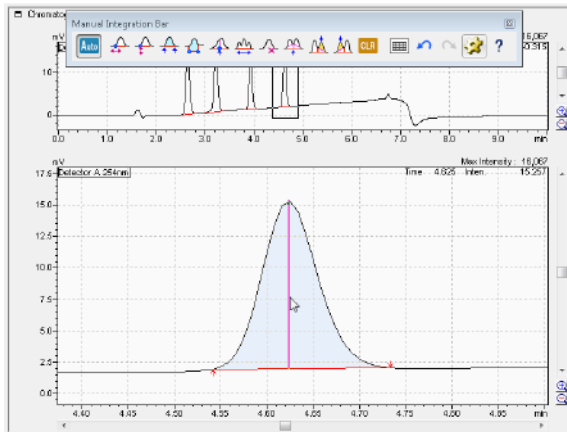 Chromato
Manual Integration Bar
mV
16,067
-0.315
Auto
CLR
?
10
0
0.0 1.0 2.0 3.0 4.0 5.0 6.0 7.0 8.0 9.0 min
mV
Max Intensity : 16,067
17.5
Detector A 254nm
Time 4.625 Inten. 15.257
15.0
12.5
10.0
7.5
5.0
2.5
0.0
4.40 4.45 4.50 4.55 4.60 4.65 4.70 4.75 4.80 4.85 min